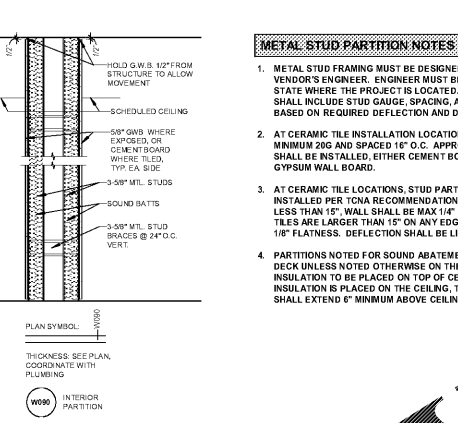 1/2"
1/2"
HOLD G.W.B. 1/2" FROM
STRUCTURE TO ALLOW
MOVEMENT
SCHEDULED CEILING
5/8" GWB WHERE
EXPOSED, OR
CEMENT BOARD
WHERE TILED,
TYP. EA. SIDE
3-5/8" MTL. STUDS
SOUND BATTS
3-5/8" MTL. STUD
BRACES @ 24" O.C.
VERT.
PLAN SYMBOL:
W090
THICKNESS: SEE PLAN,
COORDINATE WITH
PLUMBING
W090
INTERIOR
PARTITION
METAL STUD PARTITION NOTES
1. METAL STUD FRAMING MUST BE DESIGNE
VENDOR'S ENGINEER. ENGINEER MUST BE
STATE WHERE THE PROJECT IS LOCATED.
SHALL INCLUDE STUD GAUGE, SPACING, A
BASED ON REQUIRED DEFLECTION AND D
2. AT CERAMIC TILE INSTALLATION LOCATION
MINIMUM 20G AND SPACED 16" O.C. APPR
SHALL BE INSTALLED, EITHER CEMENT BO
GYPSUM WALL BOARD.
3. AT CERAMIC TILE LOCATIONS, STUD PART
INSTALLED PER TCNA RECOMMENDATION
LESS THAN 15", WALL SHALL BE MAX 1/4"
TILES ARE LARGER THAN 15" ON ANY EDG
1/8" FLATNESS. DEFLECTION SHALL BE LI
4. PARTITIONS NOTED FOR SOUND ABATEME
DECK UNLESS NOTED OTHERWISE ON THE
INSULATION TO BE PLACED ON TOP OF CE
INSULATION IS PLACED ON THE CEILING, T
SHALL EXTEND 6" MINIMUM ABOVE CEILIN